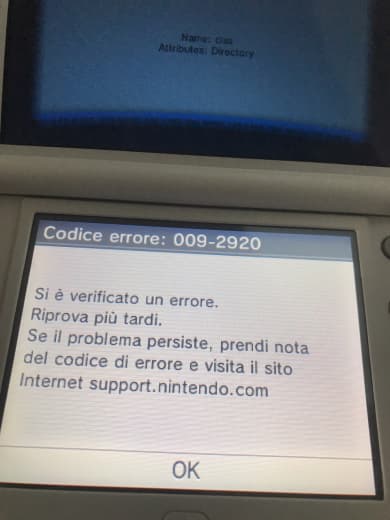 Name: cias
Attributes: Directory
Codice errore: 009-2920
Si è verificato un errore.
Riprova più tardi.
Se il problema persiste, prendi nota
del codice di errore e visita il sito
Internet support.nintendo.com
OK